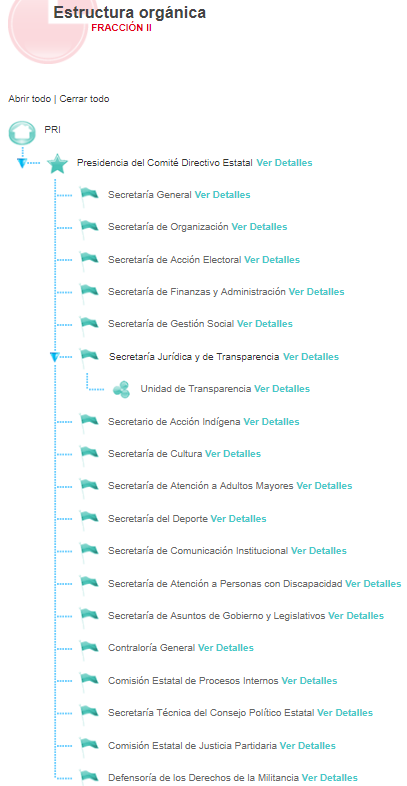 Estructura orgánica
FRACCIÓN II
Abrir todo | Cerrar todo
PRI
Presidencia del Comité Directivo Estatal Ver Detalles
Secretaría General Ver Detalles
Secretaría de Organización Ver Detalles
Secretaría de Acción Electoral Ver Detalles
Secretaría de Finanzas y Administración Ver Detalles
Secretaría de Gestión Social Ver Detalles
Secretaría Jurídica y de Transparencia Ver Detalles
Unidad de Transparencia Ver Detalles
Secretario de Acción Indígena Ver Detalles
Secretaría de Cultura Ver Detalles
Secretaría de Atención a Adultos Mayores Ver Detalles
Secretaría del Deporte Ver Detalles
Secretaría de Comunicación Institucional Ver Detalles
Secretaría de Atención a Personas con Discapacidad Ver Detalles
Secretaría de Asuntos de Gobierno y Legislativos Ver Detalles
Contraloría General Ver Detalles
Comisión Estatal de Procesos Internos Ver Detalles
Secretaría Técnica del Consejo Político Estatal Ver Detalles
Comisión Estatal de Justicia Partidaria Ver Detalles
Defensoría de los Derechos de la Militancia Ver Detalles